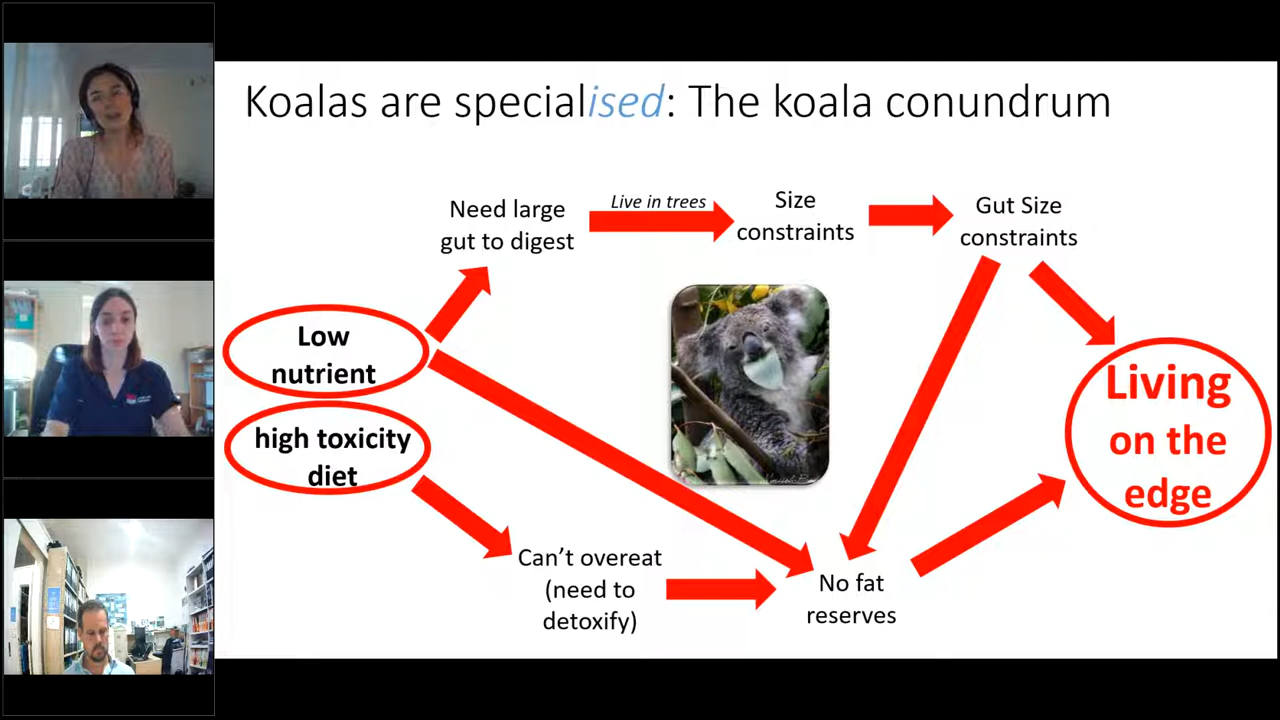 Koalas are specialised: The koala conundrum
Need large
gut to digest
Live in trees
Size
constraints
Gut Size
constraints
Low
nutrient
high toxicity
diet
Can't overeat
(need to
detoxify)
No fat
reserves
Living
on the
edge